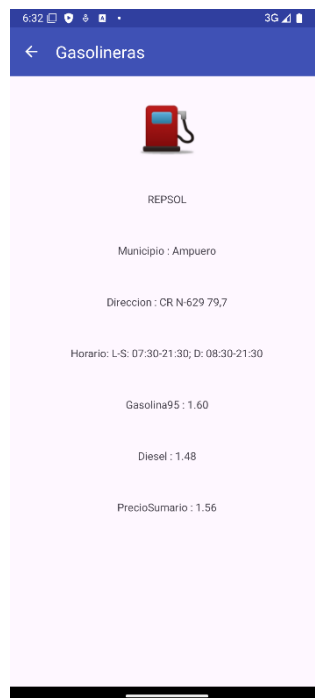 6:32
3G
Gasolineras
REPSOL
Municipio : Ampuero
Direccion : CR N-629 79,7
Horario: L-S: 07:30-21:30; D: 08:30-21:30
Gasolina95 : 1.60
Diesel : 1.48
PrecioSumario : 1.56